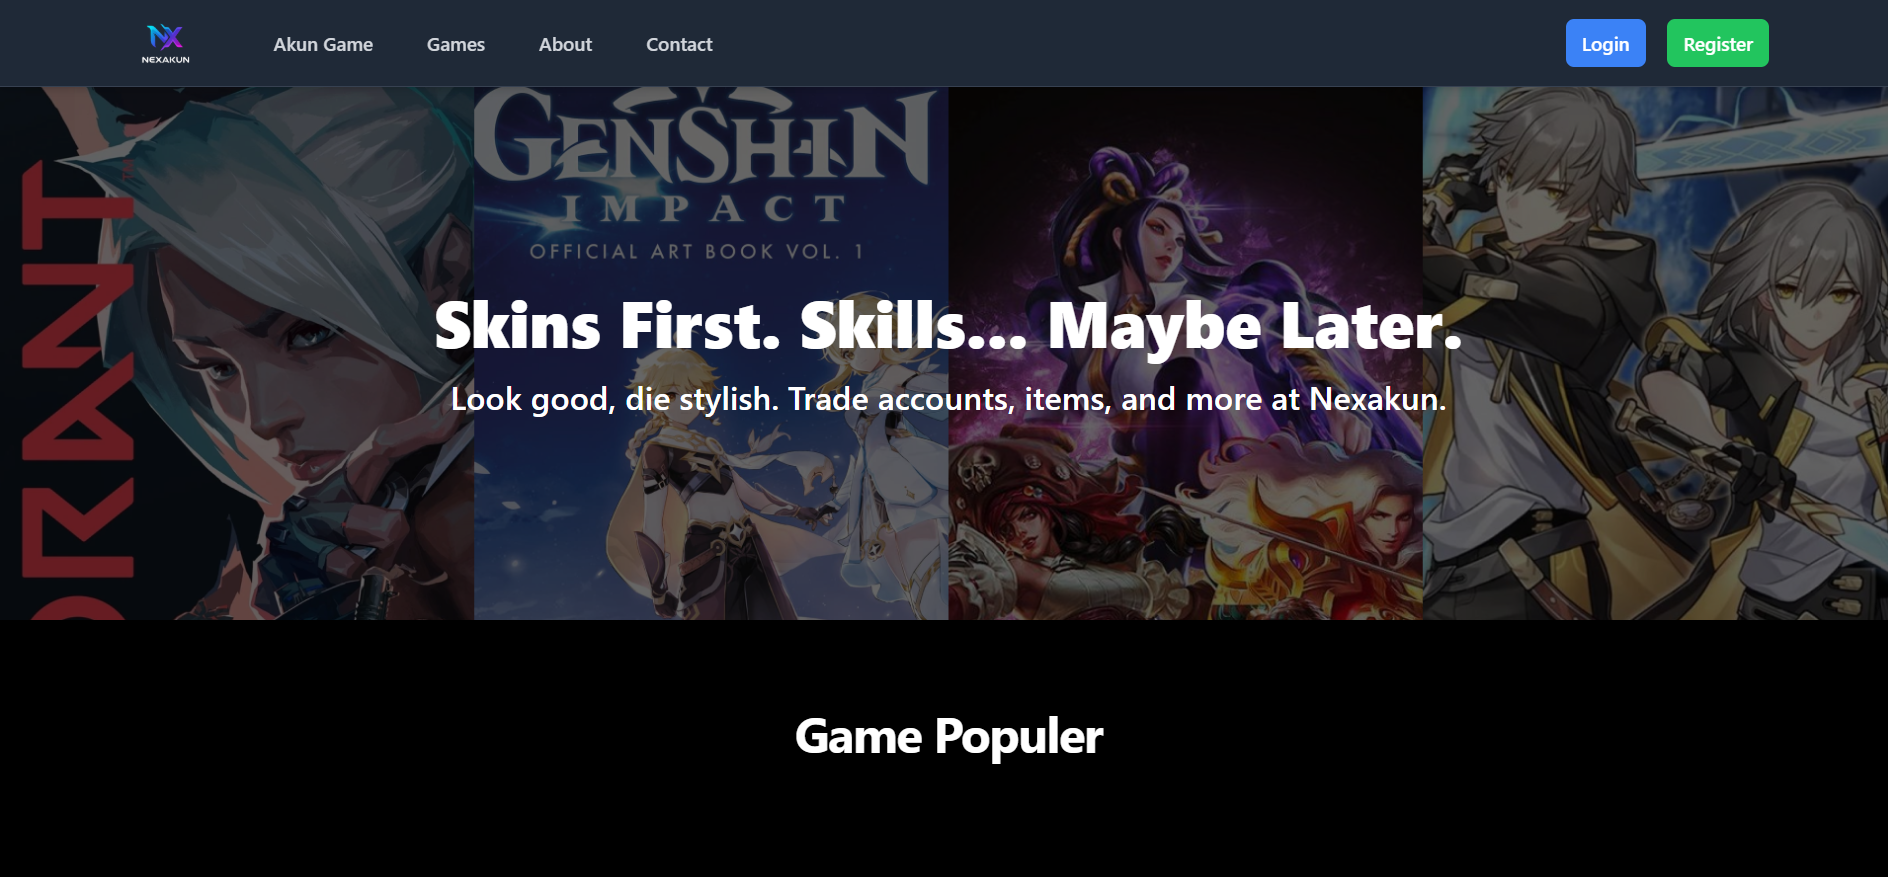 NEXAKUN
Akun Game
Games
About
Contact
Login
Register
ORANT
TM
GENSHIN
IMPACT
OFFICIAL ART BOOK VOL. 1
Skins First. Skills... Maybe Later.
Look good, die stylish. Trade accounts, items, and more at Nexakun.
Game Populer